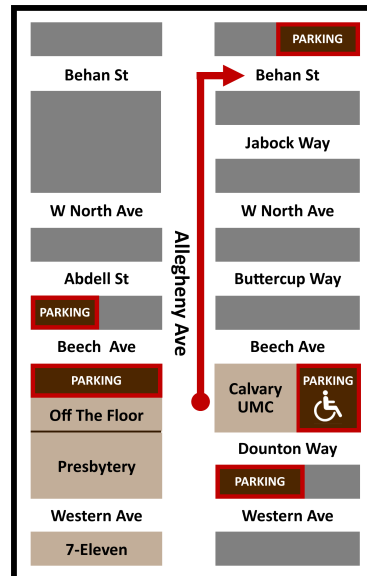 PARKING
Behan St
Behan St
Jabock Way
W North Ave
W North Ave
Allegheny Ave
Abdell St
Buttercup Way
PARKING
Beech Ave
Beech Ave
PARKING
Off The Floor
Calvary
UMC
PARKING
Presbytery
Dounton Way
PARKING
Western Ave
Western Ave
7-Eleven